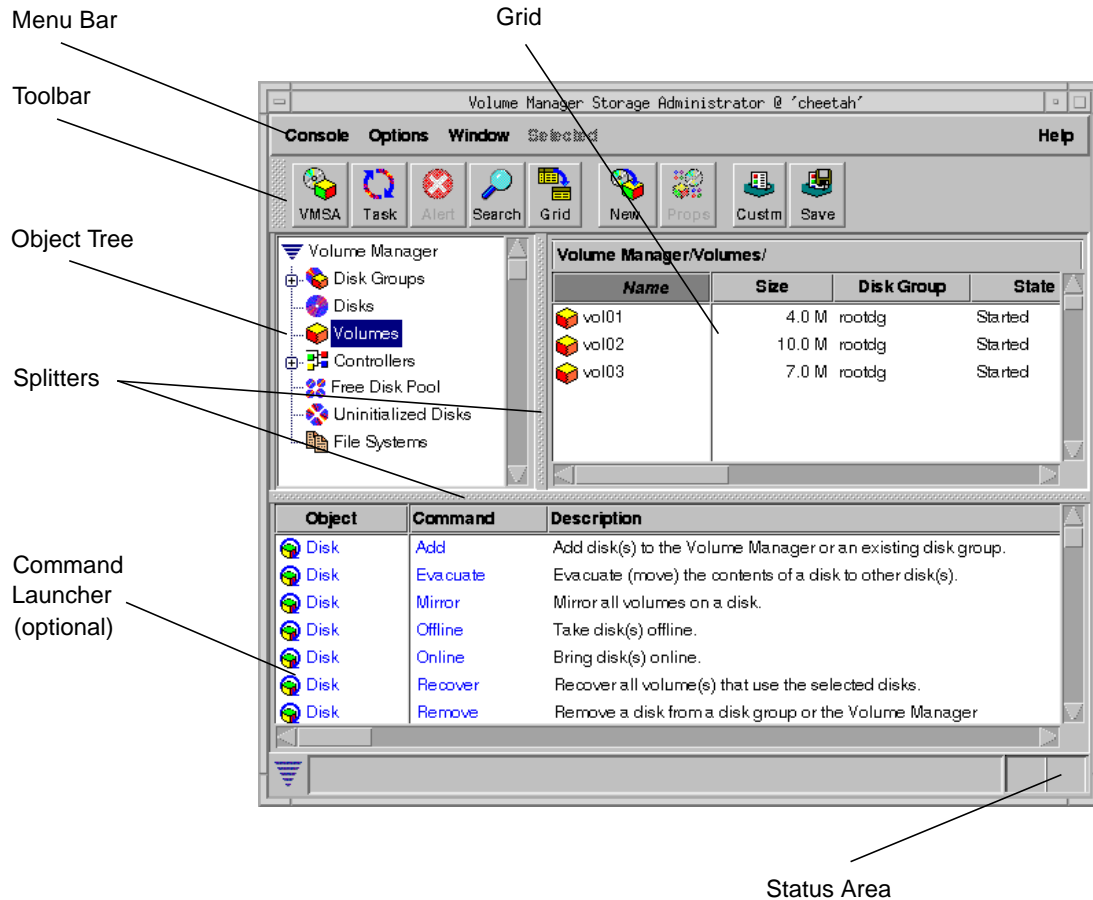 Menu Bar
Grid
Toolbar
Volume Manager Storage Administrator @ 'cheetah'
Console Options Window Selected Help
VMSA Task Alert Search Grid New Props Custm Save
Object Tree
Volume Manager
Disk Groups
Disks
Volumes
Controllers
Free Disk Pool
Uninitialized Disks
File Systems
Volume Manager/Volumes/
Name Size Disk Group State
vol01 4.0 M rootdg Started
vol02 10.0 M rootdg Started
vol03 7.0 M rootdg Started
Splitters
Object Command Description
Disk Add Add disk(s) to the Volume Manager or an existing disk group.
Disk Evacuate Evacuate (move) the contents of a disk to other disk(s).
Disk Mirror Mirror all volumes on a disk.
Disk Offline Take disk(s) offline.
Disk Online Bring disk(s) online.
Disk Recover Recover all volume(s) that use the selected disks.
Disk Remove Remove a disk from a disk group or the Volume Manager
Command
Launcher
(optional)
Status Area